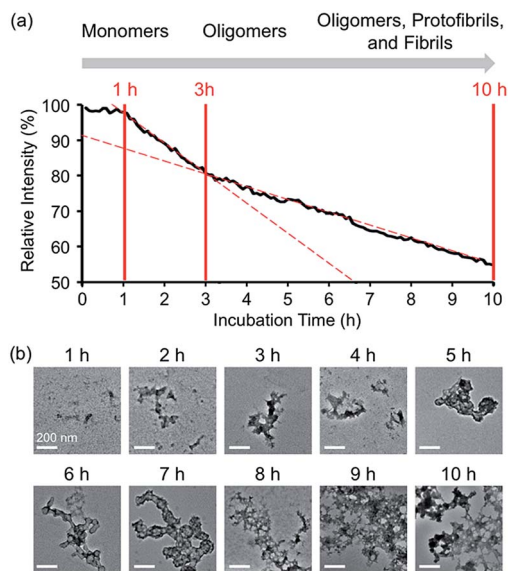 (a)
Monomers
Oligomers
Oligomers, Protofibrils,
and Fibrils
1 h
3h
10 h
Relative Intensity (%)
100
90
80
70
60
50
0 1 2 3 4 5 6 7 8 9 10
Incubation Time (h)
(b)
1 h 2 h 3 h 4 h 5 h
200 nm
6 h 7 h 8 h 9 h 10 h